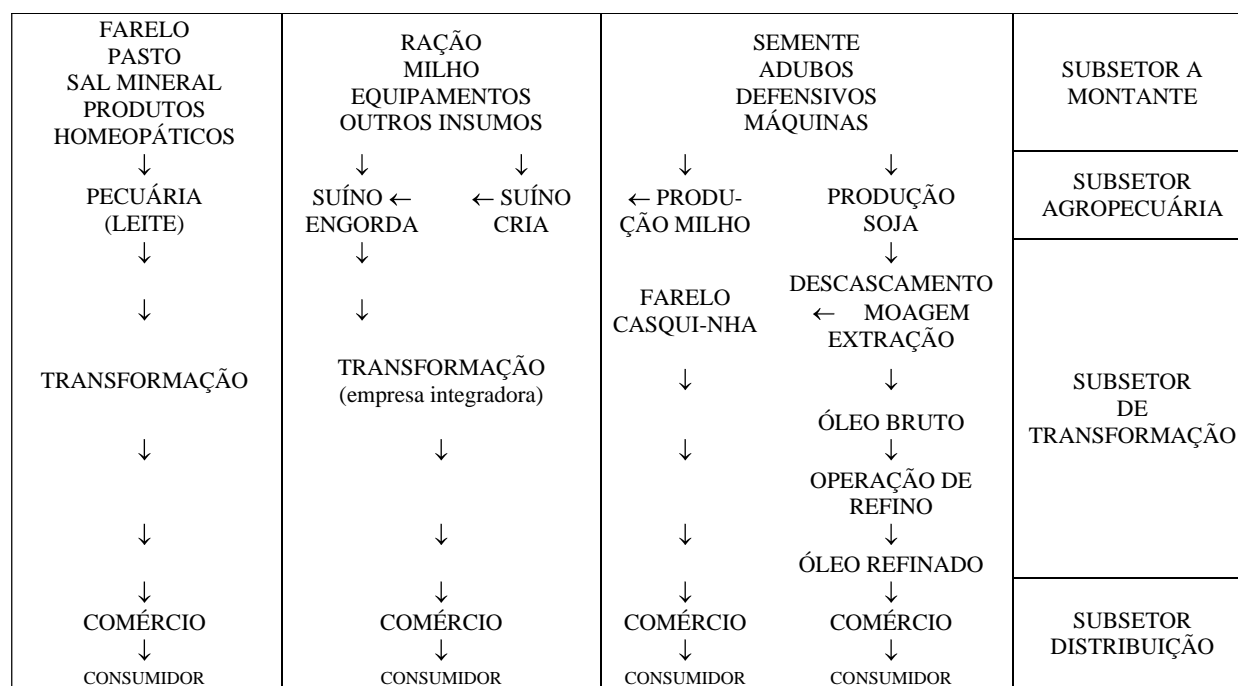 FARELO
PASTO
SAL MINERAL
PRODUTOS
HOMEOPÁTICOS
RAÇÃO
MILHO
EQUIPAMENTOS
OUTROS INSUMOS
SEMENTE
ADUBOS
DEFENSIVOS
MÁQUINAS
SUBSETOR A
MONTANTE
↓ ↓ ↓ ↓ ↓
PECUÁRIA
(LEITE)
SUÍNO ←
ENGORDA
← SUÍNO
CRIA
← PRODU-
ÇÃO MILHO
PRODUÇÃO
SOJA
SUBSETOR
AGROPECUÁRIA
↓ ↓ ↓
↓ ↓
FARELO
CASQUI-NHA
DESCASCAMENTO
← MOAGEM
EXTRAÇÃO
TRANSFORMAÇÃO
TRANSFORMAÇÃO
(empresa integradora)
↓ ↓
ÓLEO BRUTO
↓ ↓ ↓ ↓
OPERAÇÃO DE
REFINO
↓ ↓ ↓ ↓
ÓLEO REFINADO
SUBSETOR
DE
TRANSFORMAÇÃO
↓ ↓ ↓ ↓
COMÉRCIO COMÉRCIO COMÉRCIO COMÉRCIO
↓ ↓ ↓ ↓
CONSUMIDOR CONSUMIDOR CONSUMIDOR CONSUMIDOR
SUBSETOR
DISTRIBUIÇÃO